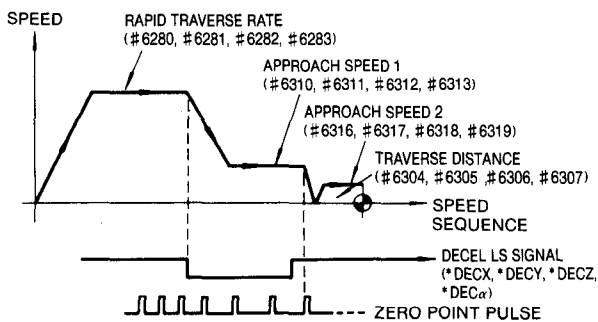 SPEED
RAPID TRAVERSE RATE
(#6280, #6281, #6282, #6283)
APPROACH SPEED 1
(#6310, #6311, #6312, #6313)
APPROACH SPEED 2
(#6316, #6317, #6318, #6319)
TRAVERSE DISTANCE
(#6304, #6305 ,#6306, #6307)
SPEED
SEQUENCE
DECEL LS SIGNAL
(*DECX, *DECY, *DECZ,
*DECα)
ZERO POINT PULSE